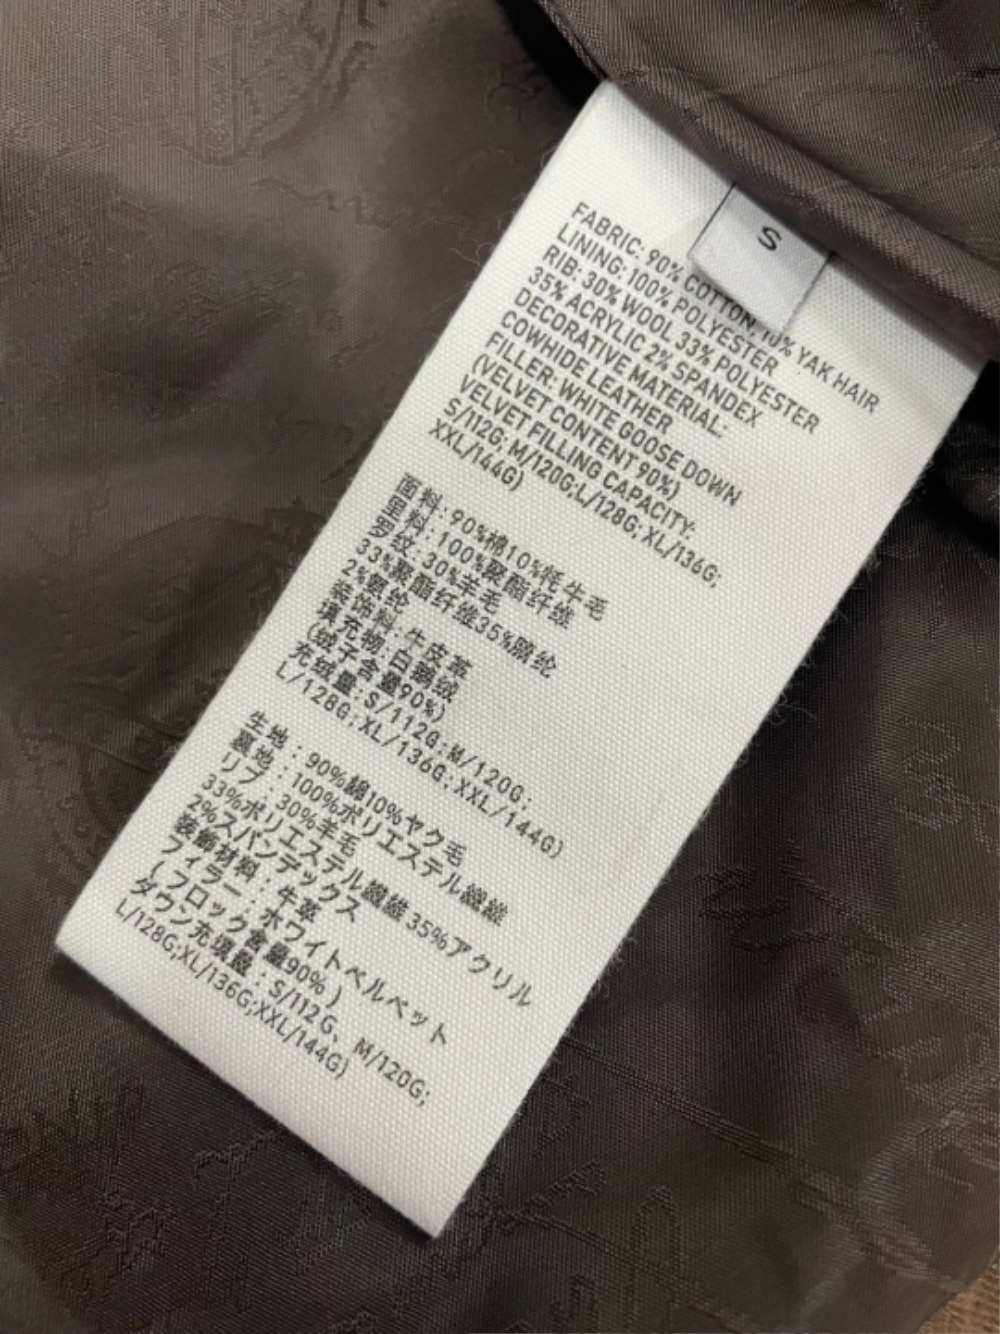 S
FABRIC: 90% COTTON, 10% YAK HAIR
LINING: 100% POLYESTER
RIB: 30% WOOL 33% POLYESTER
35% ACRYLIC 2% SPANDEX
DECORATIVE MATERIAL:
COWHIDE LEATHER
FILLER: WHITE GOOSE DOWN
(VELVET CONTENT 90%)
VELVET FILLING CAPACITY:
S/112G; M/120G;L/128G; XL/136G;
XXL/144G)
面料:90%棉10%牦牛毛
里料:100%聚酯纤维
罗纹:30%羊毛
33%聚酯纤维35%腈纶
2%氨纶
装饰料:牛皮革
填充物:白鹅绒
(绒子含量90%)
充绒量:S/112G;M/120G;
L/128G;XL/136G;XXL/144G)
生地:90%綿10%ヤク毛
裏地:100%ポリエステル繊維
リブ:30%羊毛
33%ポリエステル繊維35%アクリル
2%スパンデックス
装飾材料:牛革
フィラー:ホワイトベルベット
(フロック含量90%)
ダウン充填量:S/112G、M/120G;
L/128G;XL/136G;XXL/144G)